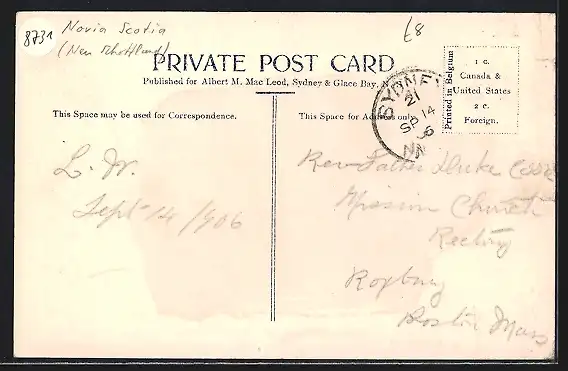 8731
Novia Scotia
(Neu Schottland)
£8
PRIVATE POST CARD
Published for Albert M. Mac Leod, Sydney & Glace Bay,
Printed in Belgium
1 c.
Canada &
United States
2 c.
Foreign.
SYDNEY
21
SP 14
06
This Space may be used for Correspondence.
This Space for Address only.
L. W.
Sept 14/1906
Rev Father
Mission Church
Rectory
Roxbury
Boston Mass